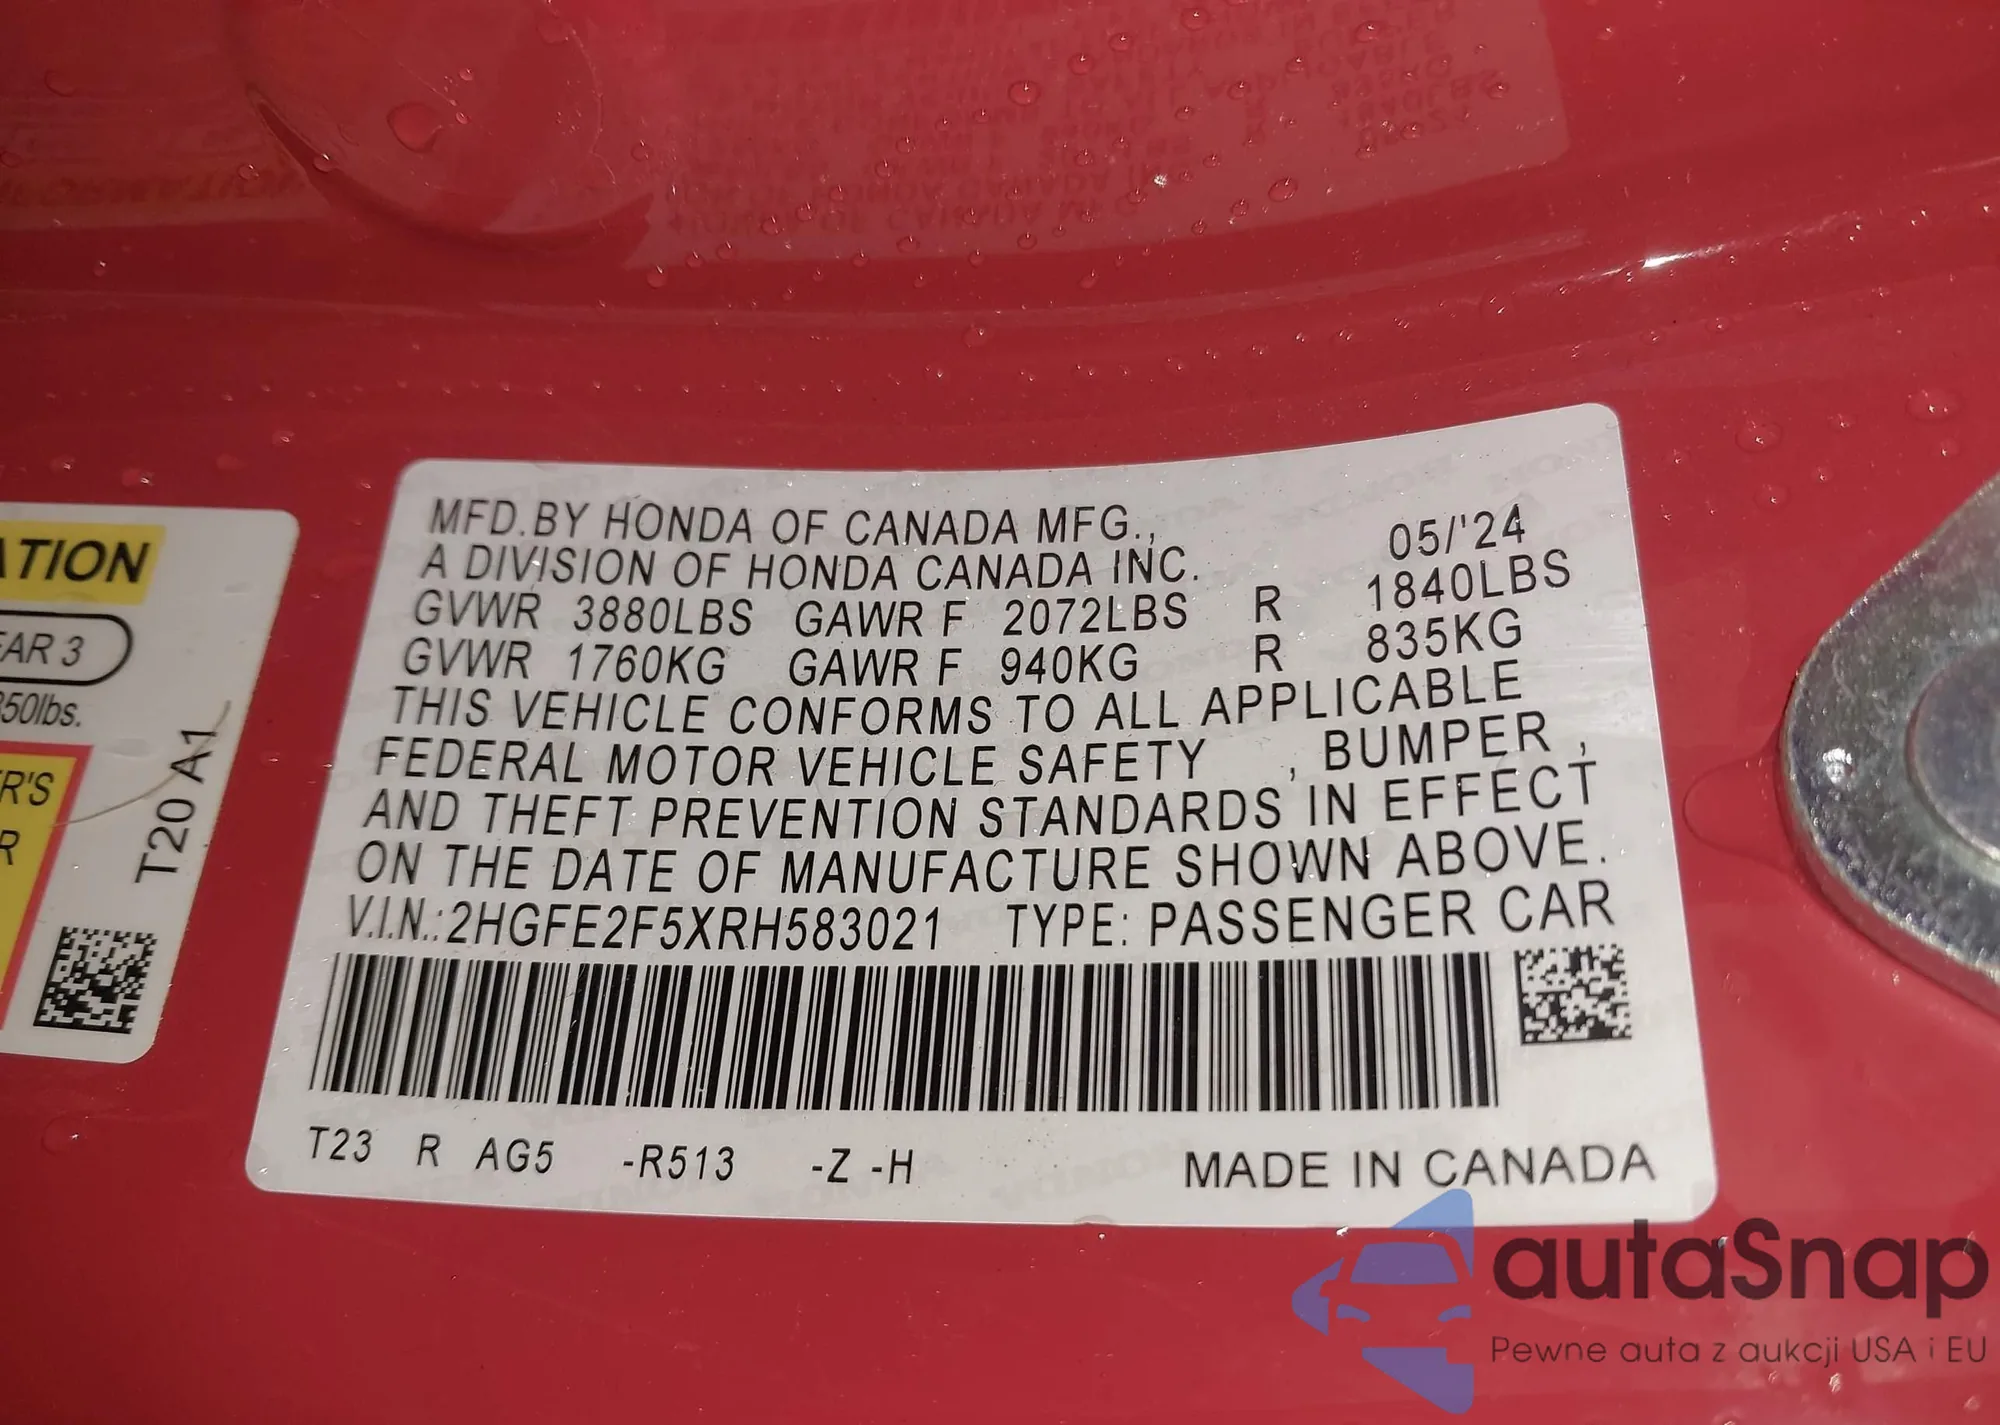 ATION
AR 3
350lbs.
R'S
R
T20 A1
MFD.BY HONDA OF CANADA MFG.,
A DIVISION OF HONDA CANADA INC.
05/'24
GVWR 3880LBS GAWR F 2072LBS R 1840LBS
GVWR 1760KG GAWR F 940KG R 835KG
THIS VEHICLE CONFORMS TO ALL APPLICABLE
FEDERAL MOTOR VEHICLE SAFETY , BUMPER ,
AND THEFT PREVENTION STANDARDS IN EFFECT
ON THE DATE OF MANUFACTURE SHOWN ABOVE.
V.I.N.:2HGFE2F5XRH583021 TYPE: PASSENGER CAR
T23 R AG5 -R513 -Z -H MADE IN CANADA
autaSnap
Pewne auta z aukcji USA i EU